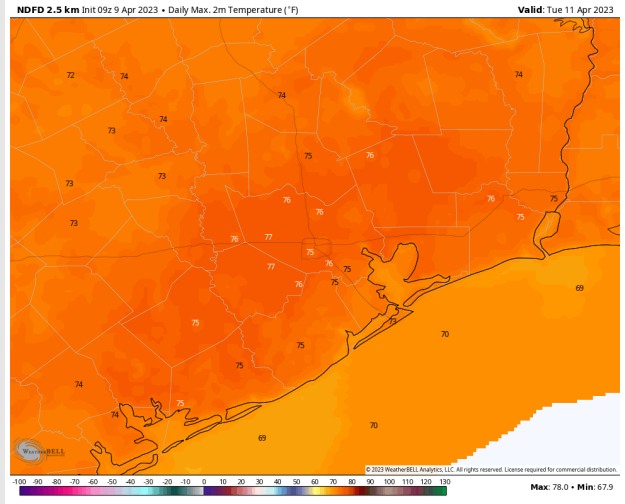 NDFD 2.5 km Init 09z 9 Apr 2023 • Daily Max. 2m Temperature (°F)
Valid: Tue 11 Apr 2023
72 74 74
74
74
73
75 76
73 73
76 76
76 75 75
73
76 77 75
77 76 75
76 75
69
75 73
70
75
75
74
74 75
70
69
WeatherBELL
© 2023 WeatherBELL Analytics, LLC. All rights reserved. License required for commercial distribution.
-100 -90 -80 -70 -60 -50 -40 -30 -20 -10 0 10 20 30 40 50 60 70 80 90 100 110 120 130
Max: 78.0 • Min: 67.9